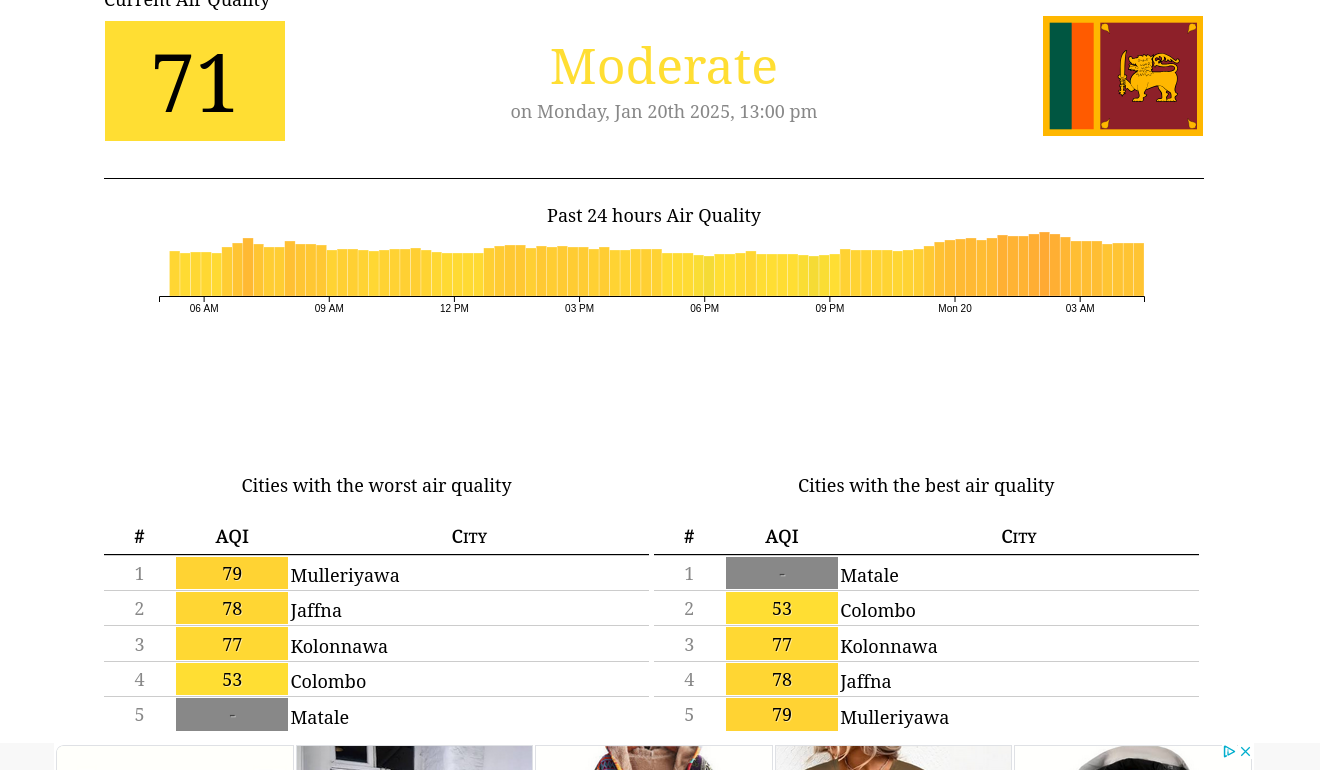 Current Air Quality
71
Moderate
on Monday, Jan 20th 2025, 13:00 pm
Past 24 hours Air Quality
06 AM 09 AM 12 PM 03 PM 06 PM 09 PM Mon 20 03 AM
Cities with the worst air quality
# AQI City
1 79 Mulleriyawa
2 78 Jaffna
3 77 Kolonnawa
4 53 Colombo
5 - Matale
Cities with the best air quality
# AQI City
1 - Matale
2 53 Colombo
3 77 Kolonnawa
4 78 Jaffna
5 79 Mulleriyawa